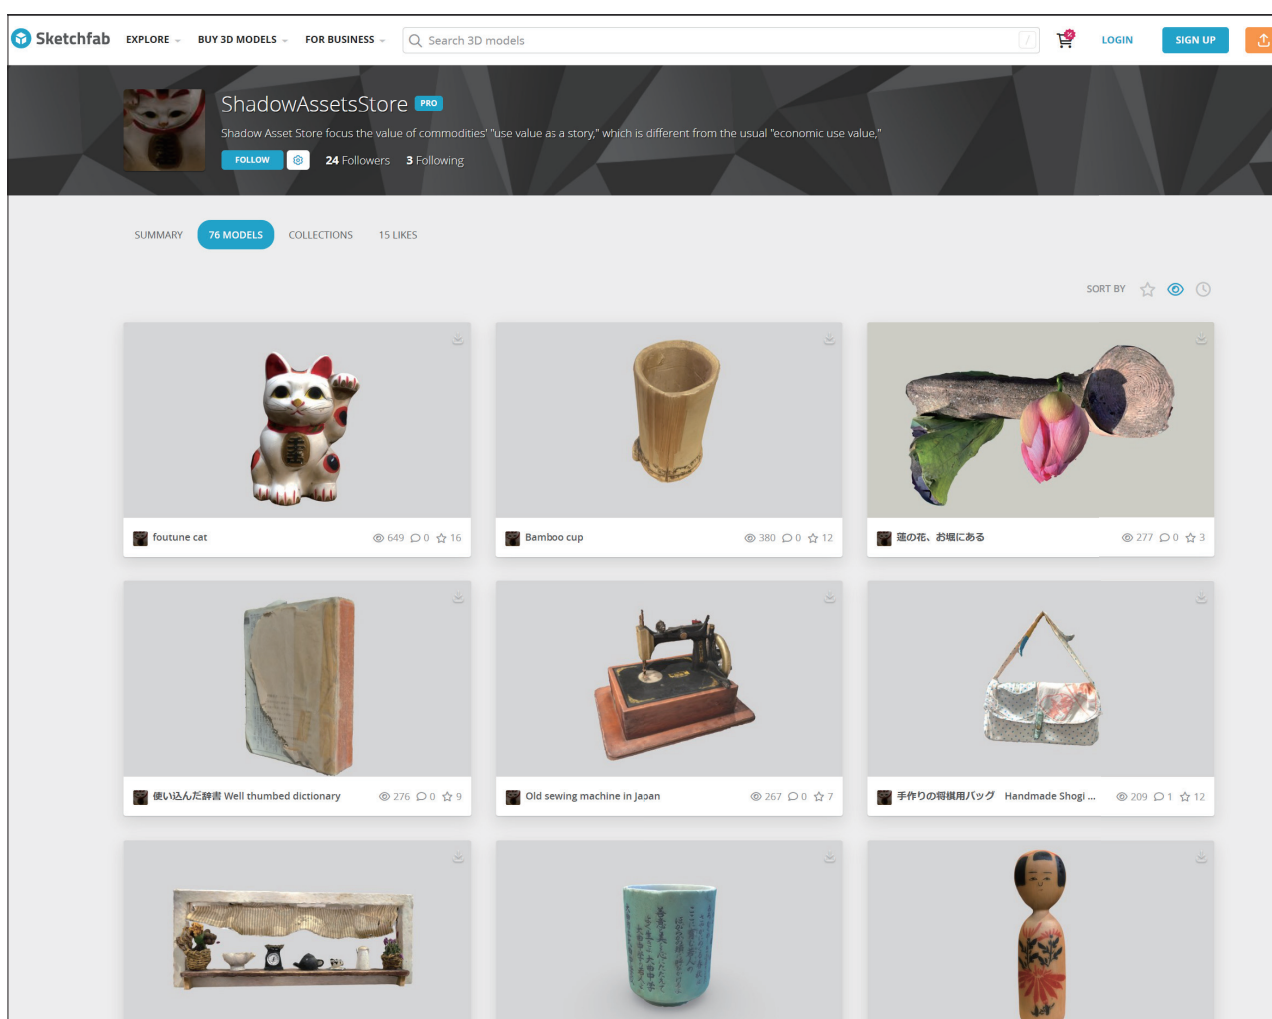 Sketchfab EXPLORE BUY 3D MODELS FOR BUSINESS Search 3D models / % LOGIN SIGN UP
ShadowAssetsStore PRO
Shadow Asset Store focus the value of commodities' "use value as a story," which is different from the usual "economic use value,"
FOLLOW 24 Followers 3 Following
SUMMARY 76 MODELS COLLECTIONS 15 LIKES
SORT BY
foutune cat 649 0 16
Bamboo cup 380 0 12
蓮の花、お堀にある 277 0 3
使い込んだ辞書 Well thumbed dictionary 276 0 9
Old sewing machine in Japan 267 0 7
手作りの将棋用バッグ Handmade Shogi ... 209 1 12